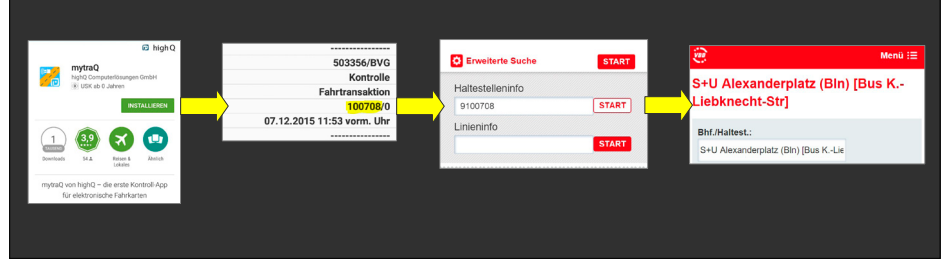 highQ
mytraQ
highQ Computerlösungen GmbH
USK ab 0 Jahren
INSTALLIEREN
1
3,9
Downloads
54
Reisen & Lokales
Ähnlich
mytraQ von highQ – die erste Kontroll-App
für elektronische Fahrkarten
----------------
503356/BVG
Kontrolle
Fahrtransaktion
100708/0
07.12.2015 11:53 vorm. Uhr
----------------
Erweiterte Suche
START
Haltestelleninfo
9100708
START
Linieninfo
START
VBB
Menü
S+U Alexanderplatz (Bln) [Bus K.-
Liebknecht-Str]
Bhf./Haltest.:
S+U Alexanderplatz (Bln) [Bus K.-Lie